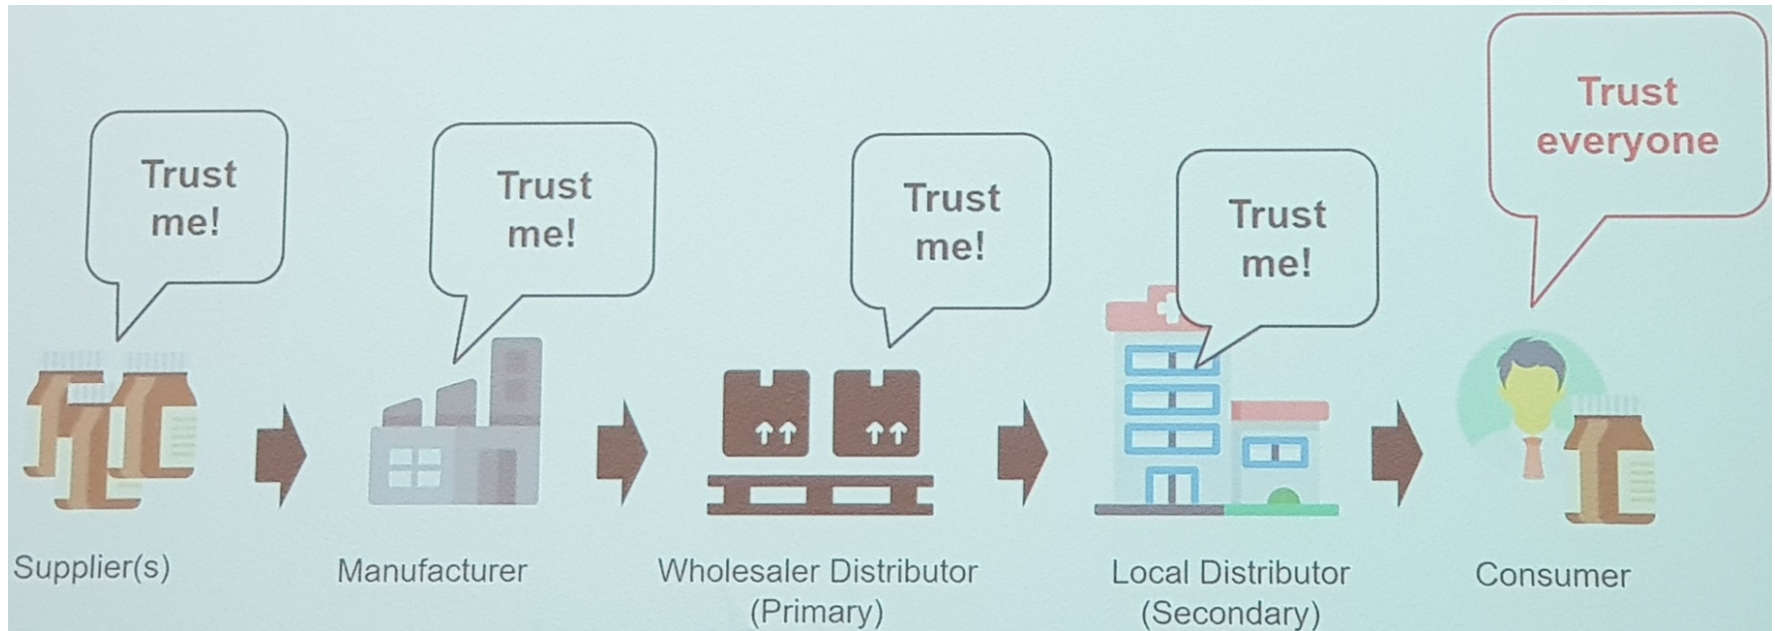 Trust
me!
Trust
me!
Trust
me!
Trust
me!
Trust
everyone
Supplier(s)
Manufacturer
Wholesaler Distributor
(Primary)
Local Distributor
(Secondary)
Consumer